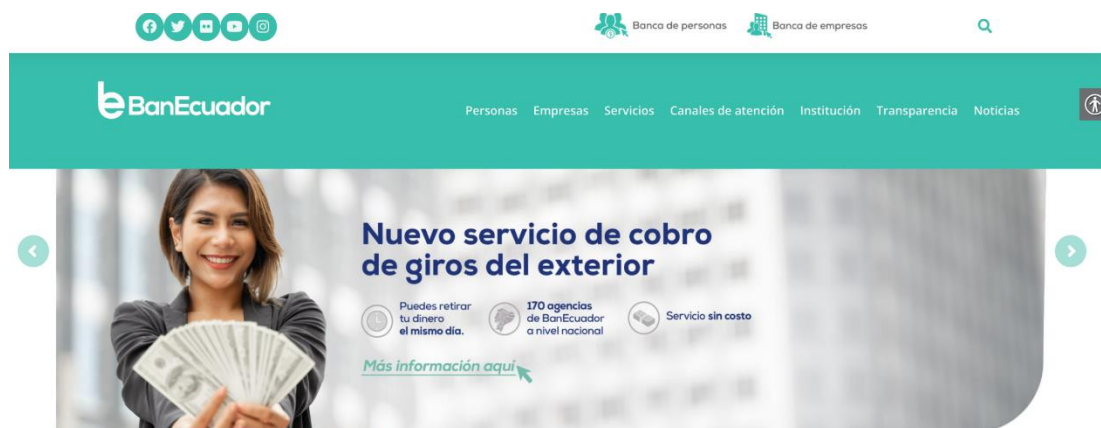 Banca de personas
Banca de empresas
BanEcuador
Personas Empresas Servicios Canales de atención Institución Transparencia Noticias
Nuevo servicio de cobro
de giros del exterior
Puedes retirar
tu dinero
el mismo día.
170 agencias
de BanEcuador
a nivel nacional
Servicio sin costo
Más información aquí